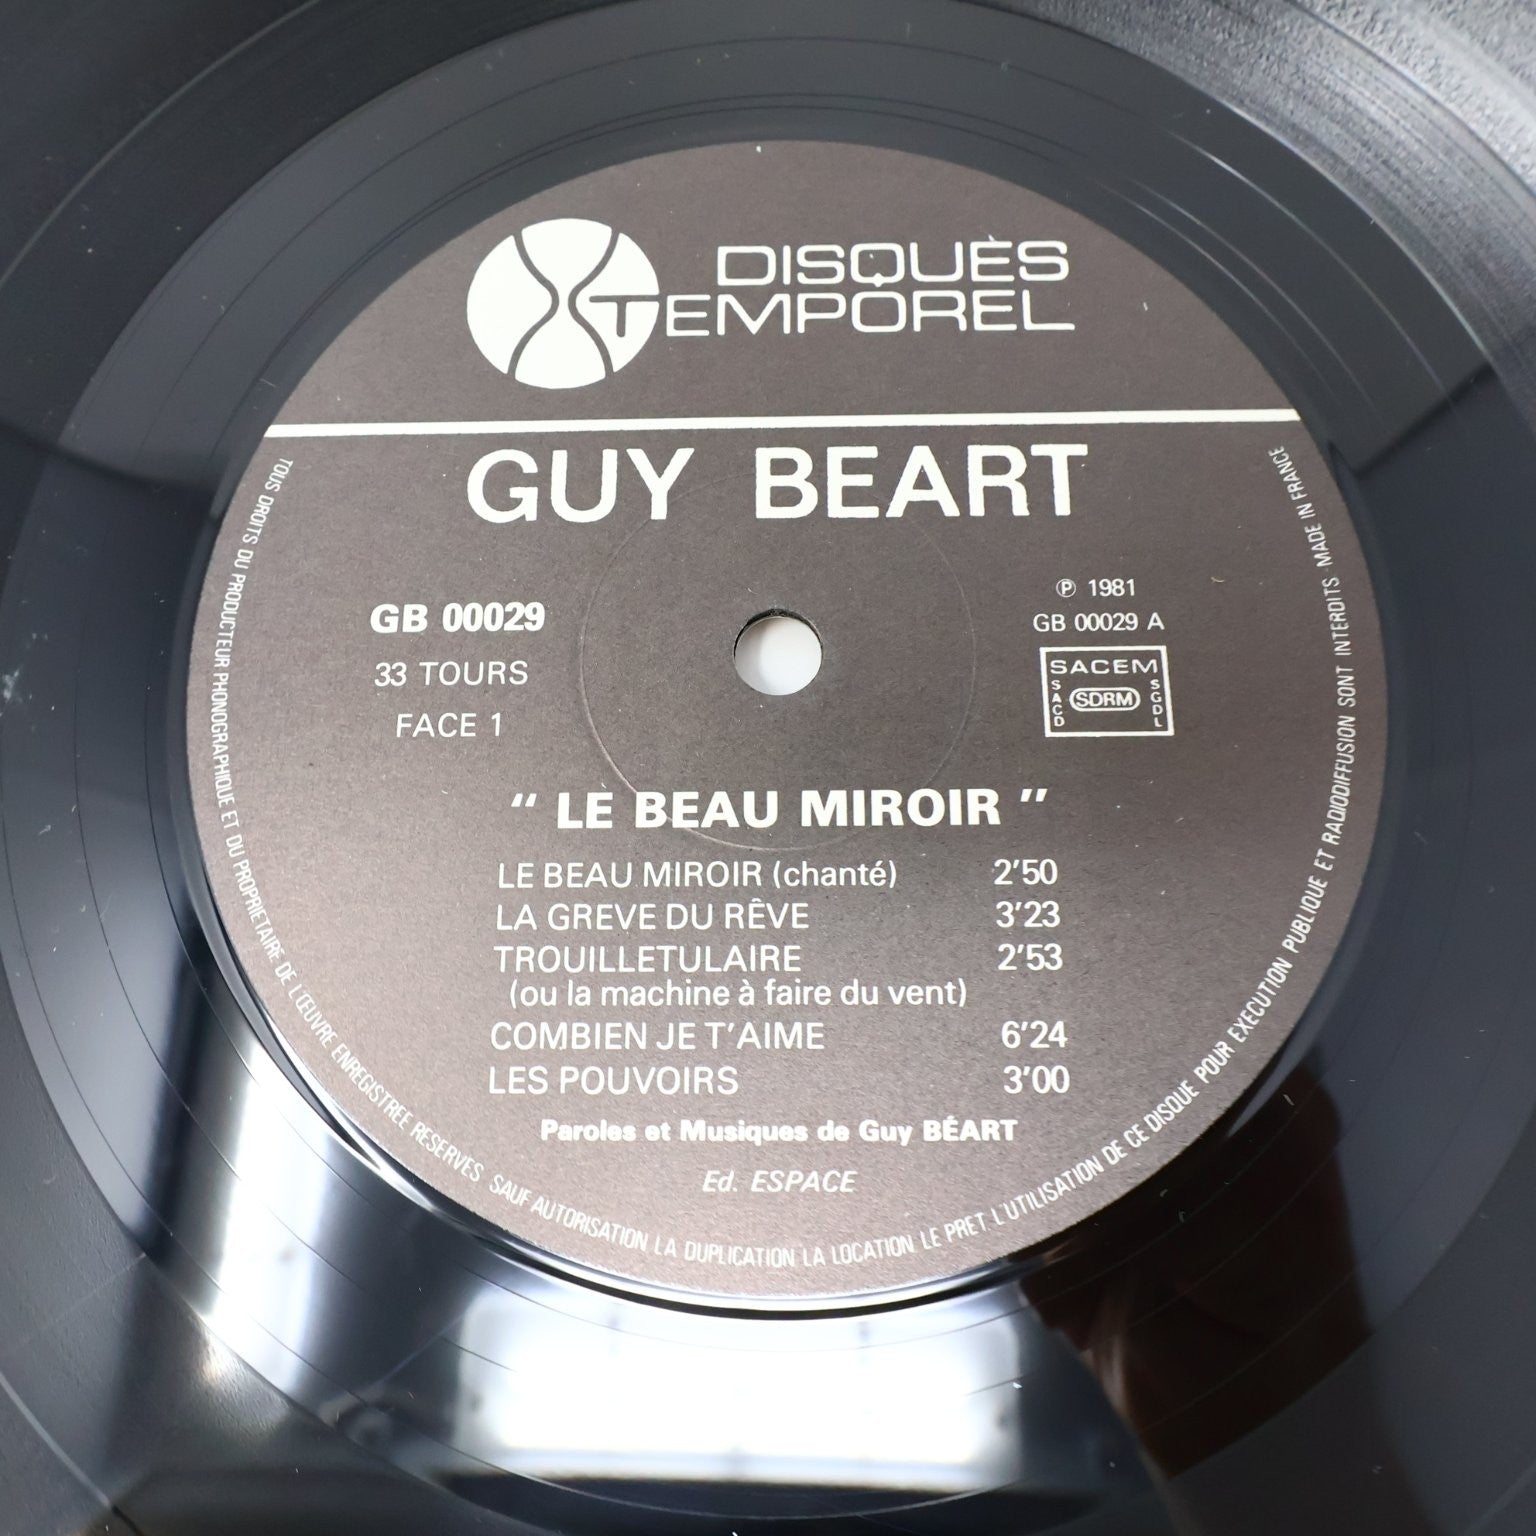 DISQUES
TEMPOREL
GUY BEART
GB 00029
33 TOURS
FACE 1
℗ 1981
GB 00029 A
SACEM
SACD
SDRM
SGDL
" LE BEAU MIROIR "
LE BEAU MIROIR (chanté) 2'50
LA GREVE DU RÊVE 3'23
TROUILLETULAIRE 2'53
(ou la machine à faire du vent)
COMBIEN JE T'AIME 6'24
LES POUVOIRS 3'00
Paroles et Musiques de Guy BÉART
Ed. ESPACE
TOUS DROITS DU PRODUCTEUR PHONOGRAPHIQUE ET DU PROPRIETAIRE DE L'ŒUVRE ENREGISTREE RESERVES SAUF AUTORISATION LA DUPLICATION LA LOCATION LE PRET L'UTILISATION DE CE DISQUE POUR EXECUTION PUBLIQUE ET RADIODIFFUSION SONT INTERDITS MADE IN FRANCE